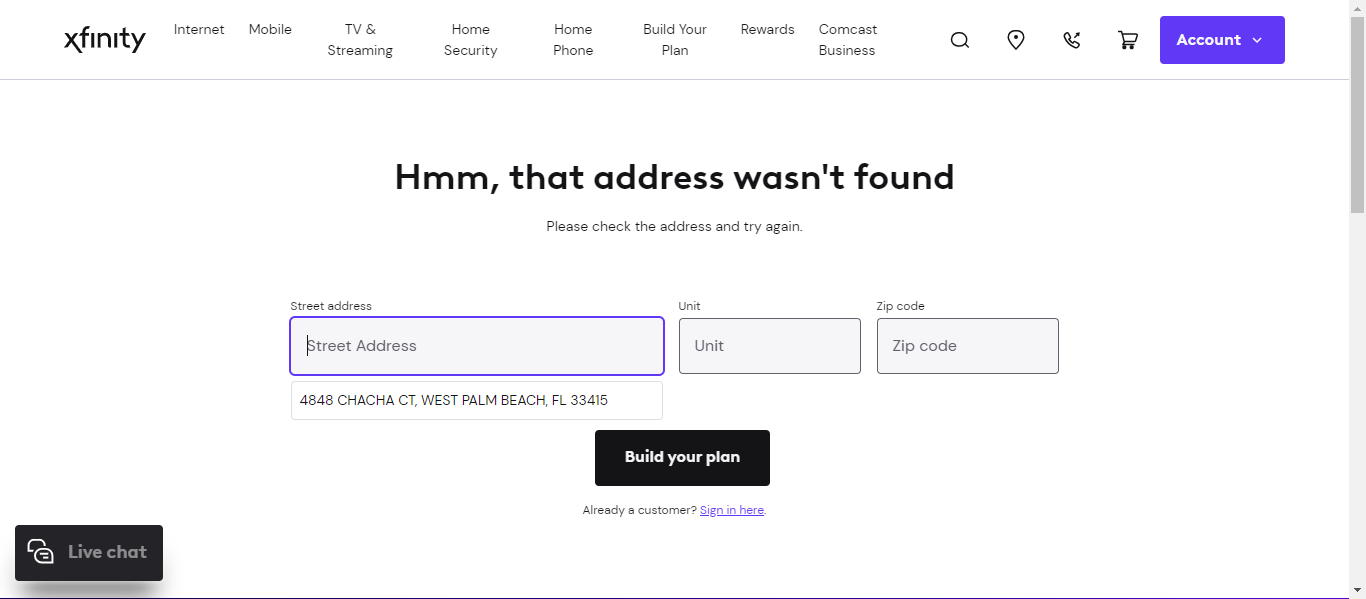 xfinity
Internet
Mobile
TV &
Streaming
Home
Security
Home
Phone
Build Your
Plan
Rewards
Comcast
Business
Account
Hmm, that address wasn't found
Please check the address and try again.
Street address
Unit
Zip code
Street Address
Unit
Zip code
4848 CHACHA CT, WEST PALM BEACH, FL 33415
Build your plan
Already a customer? Sign in here.
Live chat